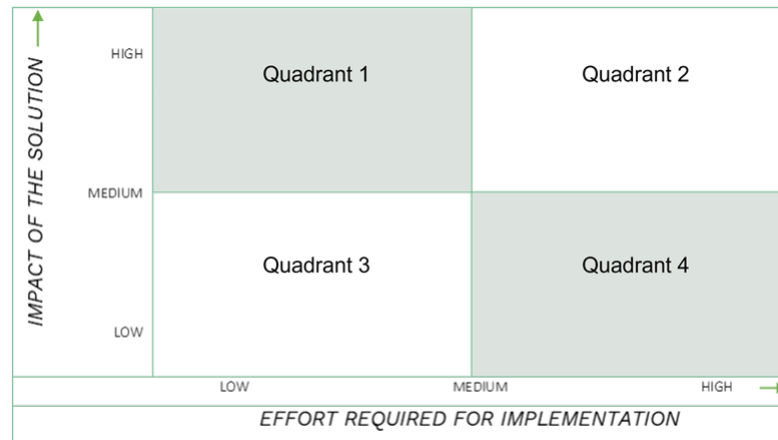 IMPACT OF THE SOLUTION
HIGH
Quadrant 1
Quadrant 2
MEDIUM
Quadrant 3
Quadrant 4
LOW
LOW
MEDIUM
HIGH
EFFORT REQUIRED FOR IMPLEMENTATION